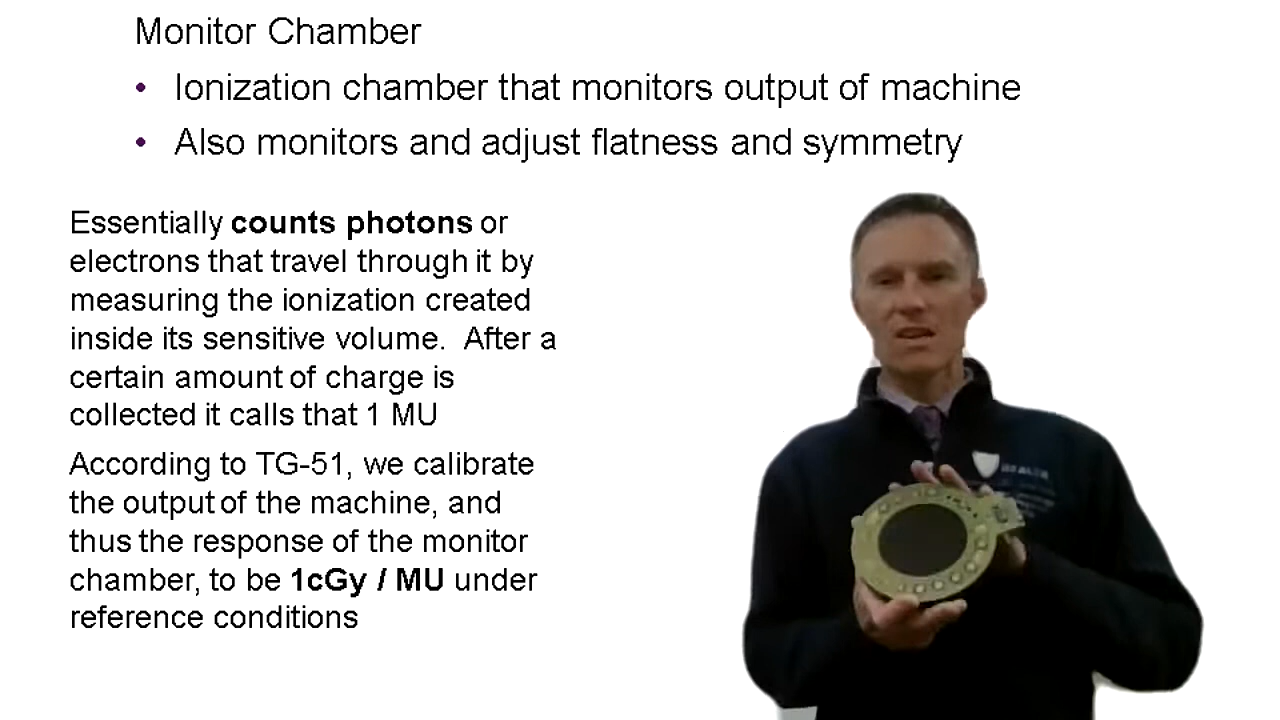 Monitor Chamber
• Ionization chamber that monitors output of machine
• Also monitors and adjust flatness and symmetry
Essentially counts photons or
electrons that travel through it by
measuring the ionization created
inside its sensitive volume.  After a
certain amount of charge is
collected it calls that 1 MU
According to TG-51, we calibrate
the output of the machine, and
thus the response of the monitor
chamber, to be 1cGy / MU under
reference conditions
HEALTH